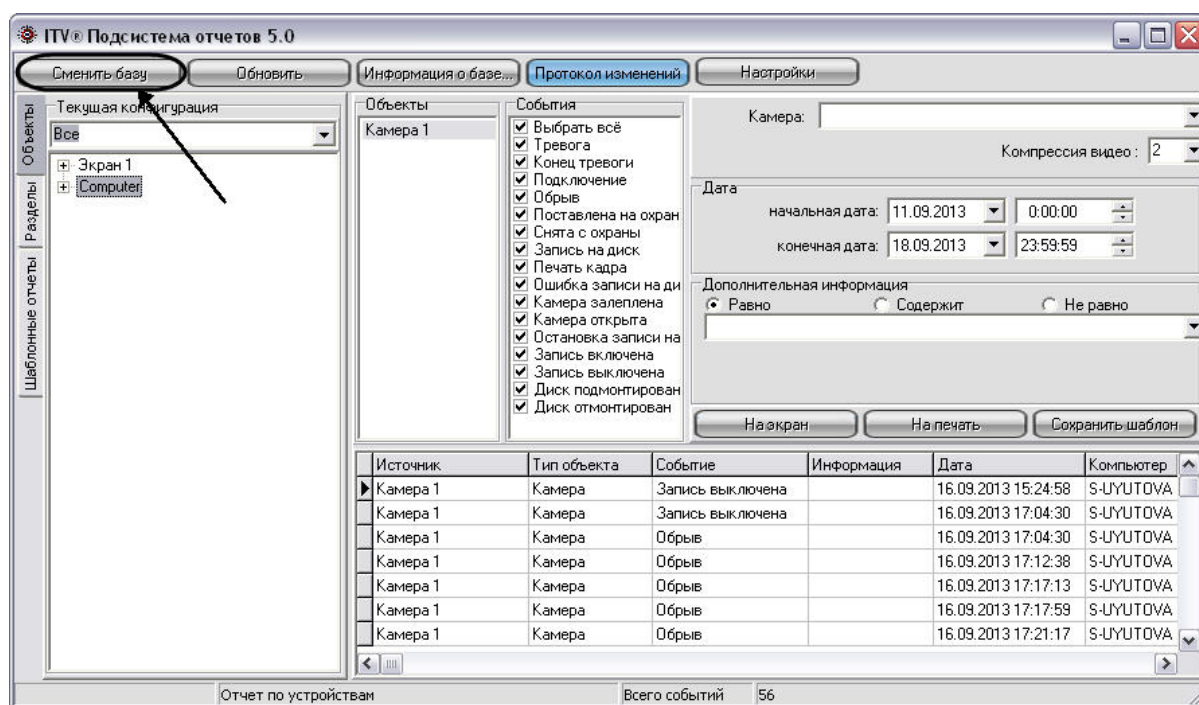 ITV® Подсистема отчетов 5.0
Сменить базу Обновить Информация о базе... Протокол изменений Настройки
Объекты
Разделы
Шаблонные отчеты
Текущая конфигурация
Все
Экран 1
Computer
Объекты
Камера 1
События
Выбрать всё
Тревога
Конец тревоги
Подключение
Обрыв
Поставлена на охран
Снята с охраны
Запись на диск
Печать кадра
Ошибка записи на ди
Камера залеплена
Камера открыта
Остановка записи на
Запись включена
Запись выключена
Диск подмонтирован
Диск отмонтирован
Камера:
Компрессия видео : 2
Дата
начальная дата: 11.09.2013 0:00:00
конечная дата: 18.09.2013 23:59:59
Дополнительная информация
Равно Содержит Не равно
На экран На печать Сохранить шаблон
Источник Тип объекта Событие Информация Дата Компьютер
Камера 1 Камера Запись выключена 16.09.2013 15:24:58 S-UYUTOVA
Камера 1 Камера Запись выключена 16.09.2013 17:04:30 S-UYUTOVA
Камера 1 Камера Обрыв 16.09.2013 17:04:30 S-UYUTOVA
Камера 1 Камера Обрыв 16.09.2013 17:12:38 S-UYUTOVA
Камера 1 Камера Обрыв 16.09.2013 17:17:13 S-UYUTOVA
Камера 1 Камера Обрыв 16.09.2013 17:17:59 S-UYUTOVA
Камера 1 Камера Обрыв 16.09.2013 17:21:17 S-UYUTOVA
Отчет по устройствам Всего событий 56